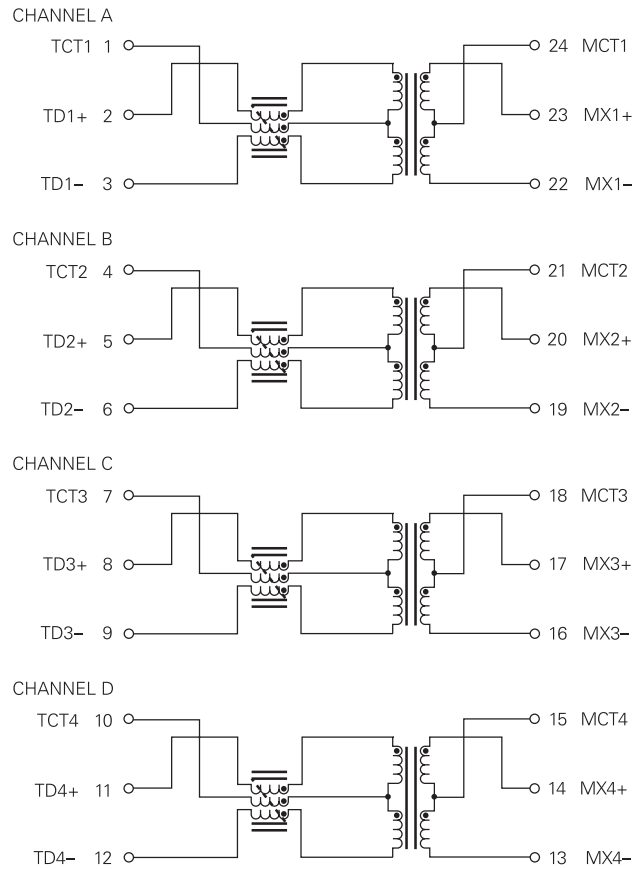 CHANNEL A
TCT1 1 24 MCT1
TD1+ 2 23 MX1+
TD1– 3 22 MX1–
CHANNEL B
TCT2 4 21 MCT2
TD2+ 5 20 MX2+
TD2– 6 19 MX2–
CHANNEL C
TCT3 7 18 MCT3
TD3+ 8 17 MX3+
TD3– 9 16 MX3–
CHANNEL D
TCT4 10 15 MCT4
TD4+ 11 14 MX4+
TD4– 12 13 MX4–